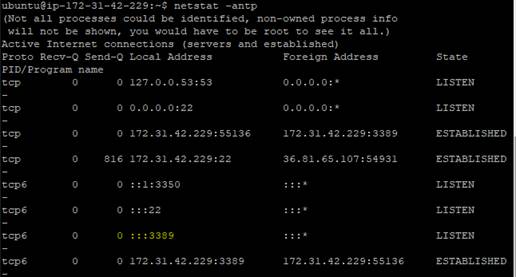 ubuntu@ip-172-31-42-229:~$ netstat -antp
(Not all processes could be identified, non-owned process info
 will not be shown, you would have to be root to see it all.)
Active Internet connections (servers and established)
Proto Recv-Q Send-Q Local Address           Foreign Address         State
PID/Program name
tcp        0      0 127.0.0.53:53           0.0.0.0:*               LISTEN
-
tcp        0      0 0.0.0.0:22              0.0.0.0:*               LISTEN
-
tcp        0      0 172.31.42.229:55136     172.31.42.229:3389      ESTABLISHED
-
tcp        0    816 172.31.42.229:22        36.81.65.107:54931      ESTABLISHED
-
tcp6       0      0 ::1:3350                :::*                    LISTEN
-
tcp6       0      0 :::22                   :::*                    LISTEN
-
tcp6       0      0 :::3389                 :::*                    LISTEN
-
tcp6       0      0 172.31.42.229:3389      172.31.42.229:55136     ESTABLISHED
-